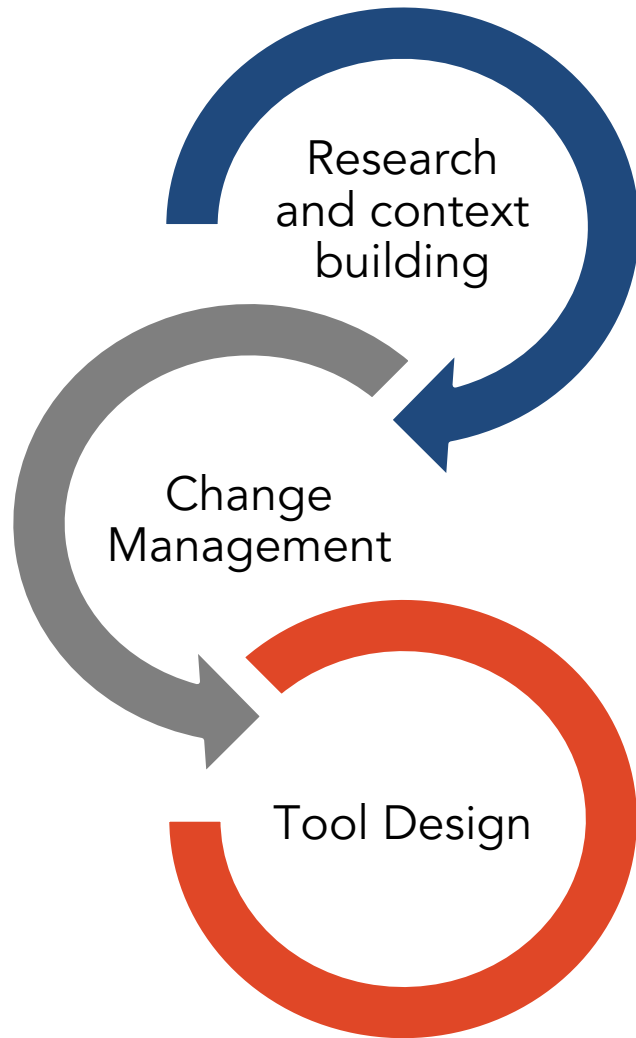 Research
and context
building
Change
Management
Tool Design